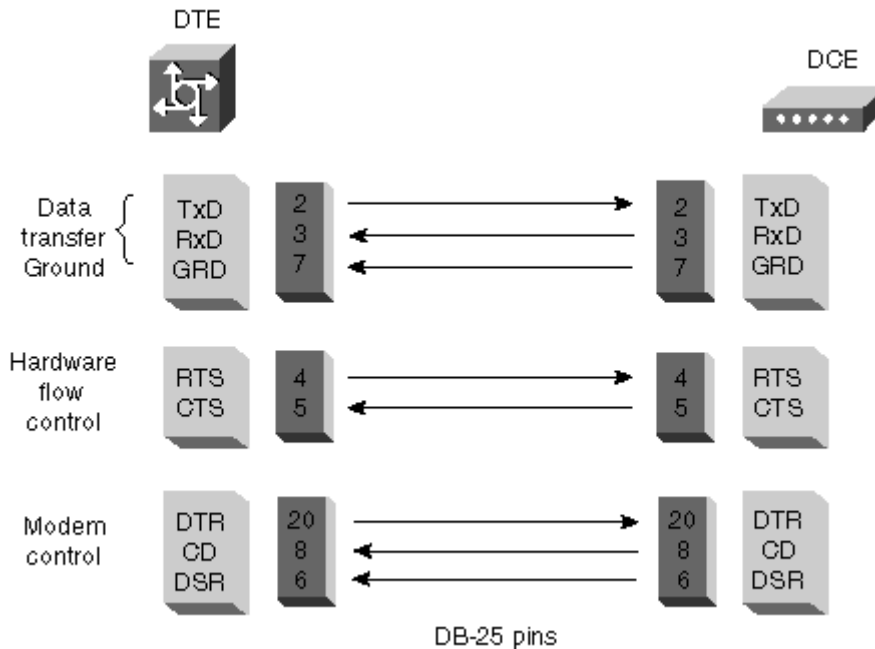 DTE
DCE
Data
transfer
Ground
TxD
RxD
GRD
2
3
7
2
3
7
TxD
RxD
GRD
Hardware
flow
control
RTS
CTS
4
5
4
5
RTS
CTS
Modem
control
DTR
CD
DSR
20
8
6
20
8
6
DTR
CD
DSR
DB-25 pins